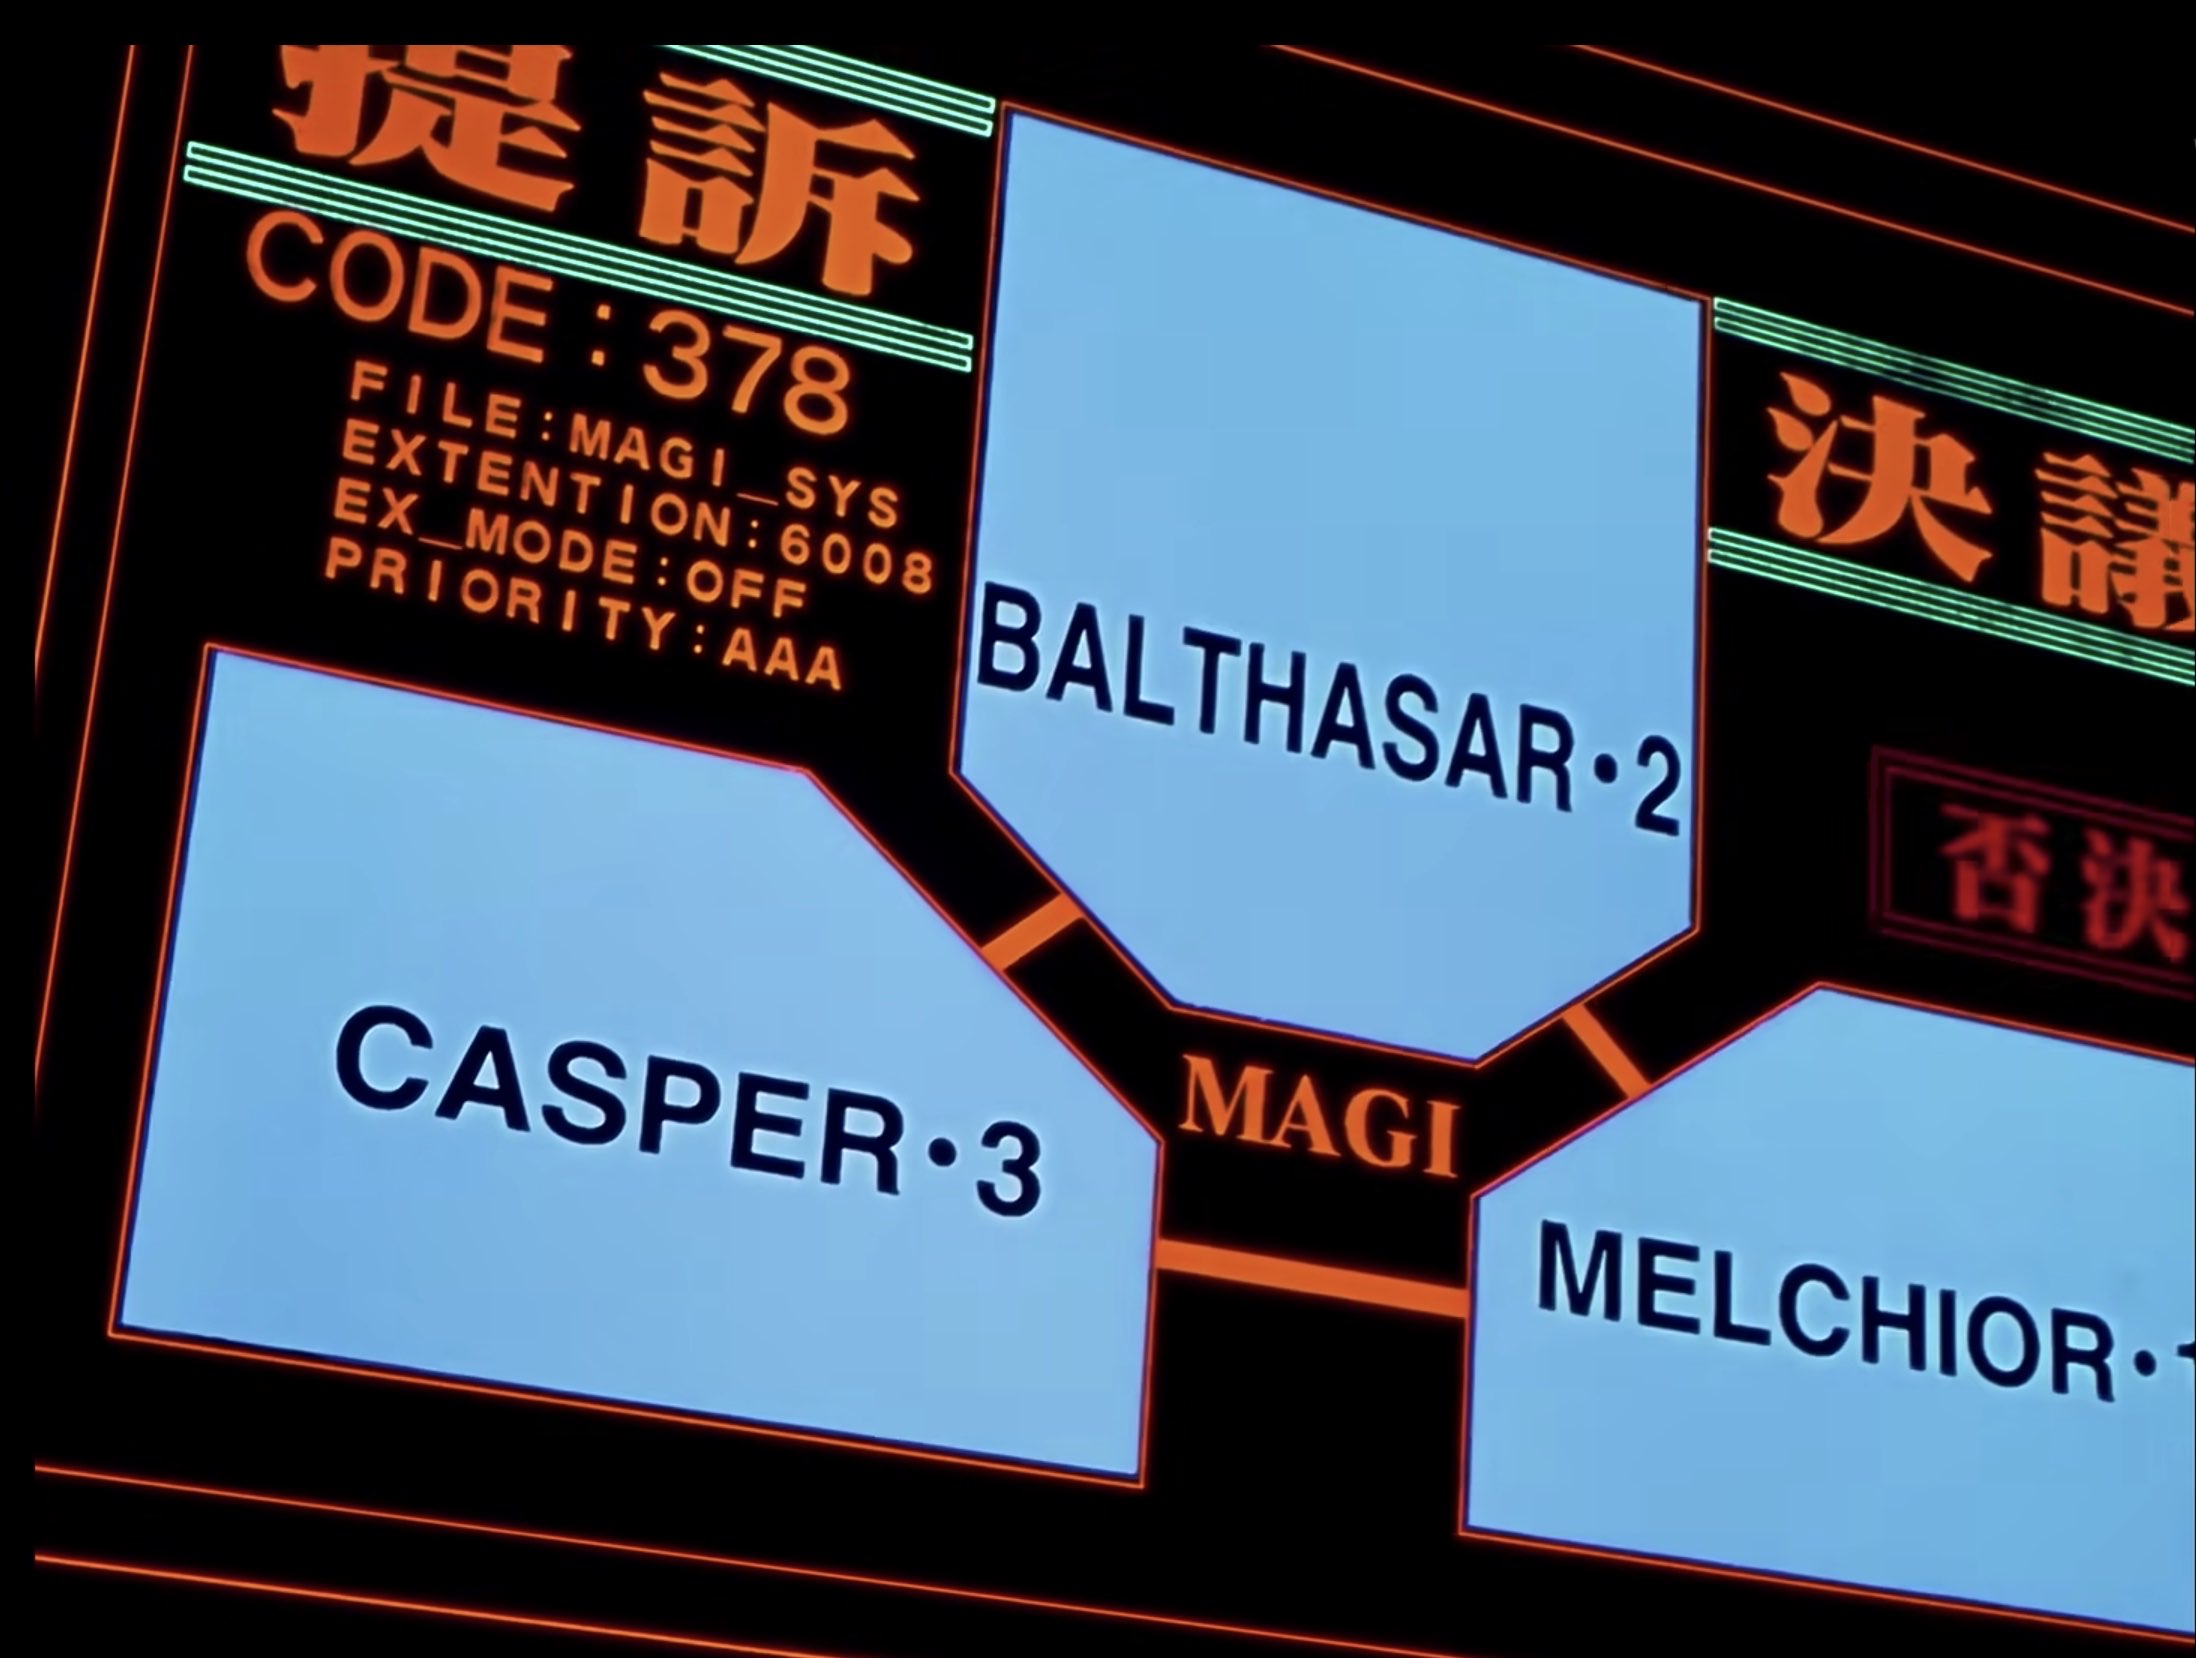 提訴
CODE:378
FILE:MAGI_SYS
EXTENTION:6008
EX_MODE:OFF
PRIORITY:AAA
BALTHASAR•2
決議
否決
CASPER•3
MAGI
MELCHIOR•